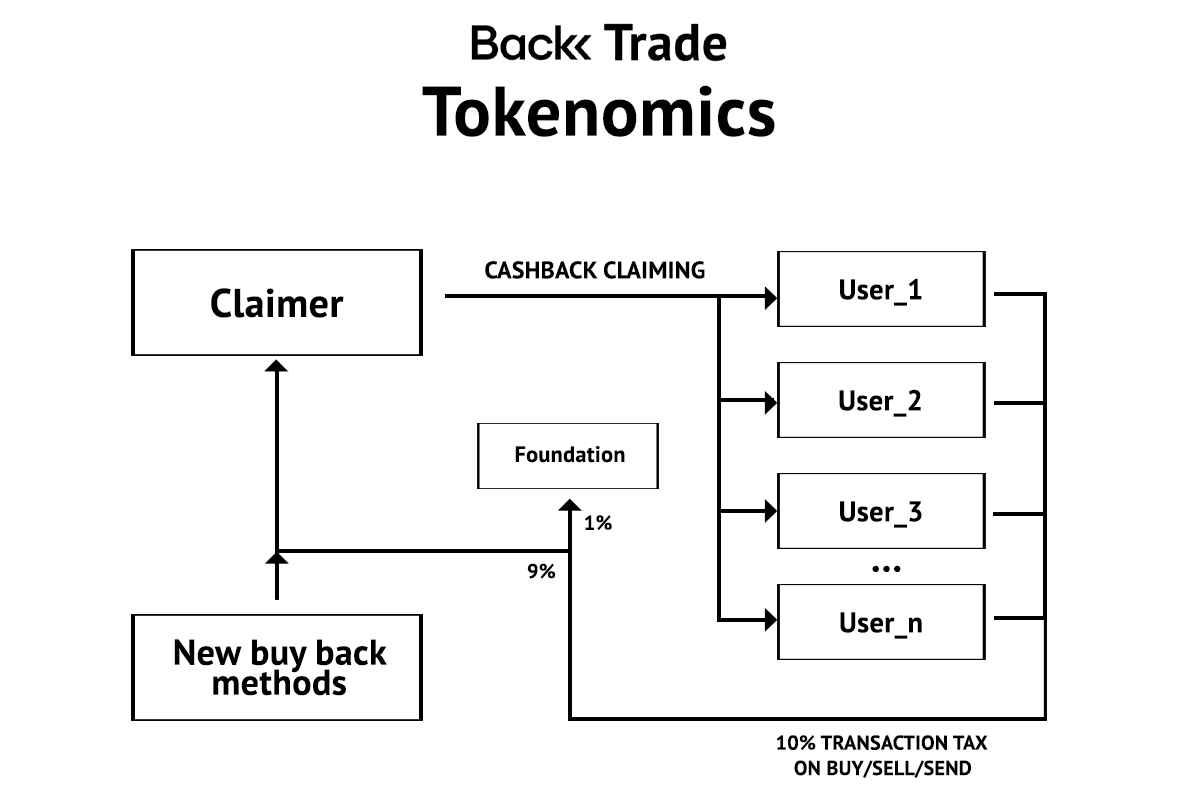 Back Trade
Tokenomics
Claimer
CASHBACK CLAIMING
User_1
User_2
Foundation
User_3
1%
...
9%
User_n
New buy back
methods
10% TRANSACTION TAX
ON BUY/SELL/SEND